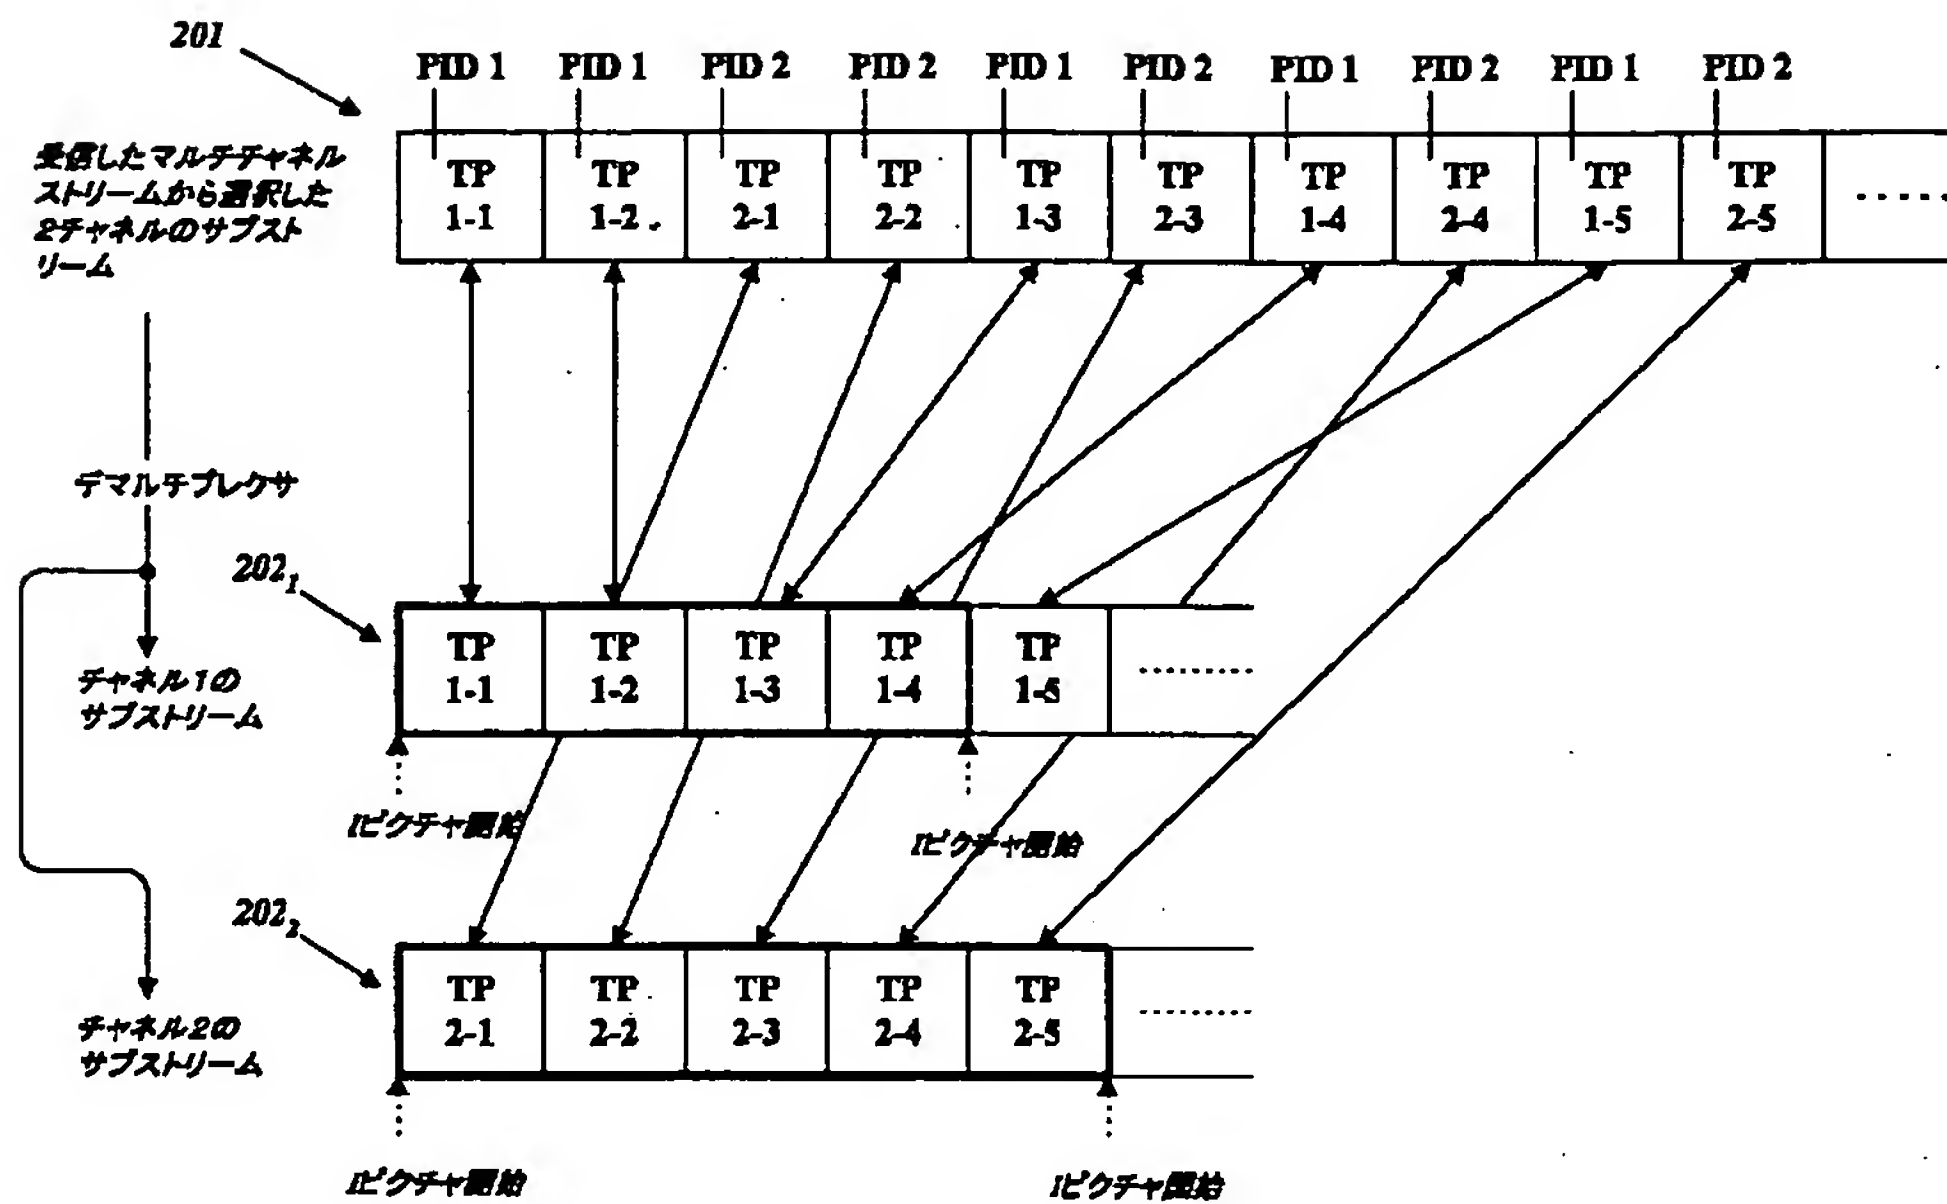 201
PID 1 PID 1 PID 2 PID 2 PID 1 PID 2 PID 1 PID 2 PID 1 PID 2
受信したマルチチャネル
ストリームから選択した
2チャネルのサブスト
リーム
TP TP TP TP TP TP TP TP TP TP
1-1 1-2 2-1 2-2 1-3 2-3 1-4 2-4 1-5 2-5
デマルチプレクサ
202₁
TP TP TP TP TP
1-1 1-2 1-3 1-4 1-5
チャネル1の
サブストリーム
Iピクチャ開始
Iピクチャ開始
202₂
TP TP TP TP TP
2-1 2-2 2-3 2-4 2-5
チャネル2の
サブストリーム
Iピクチャ開始
Iピクチャ開始